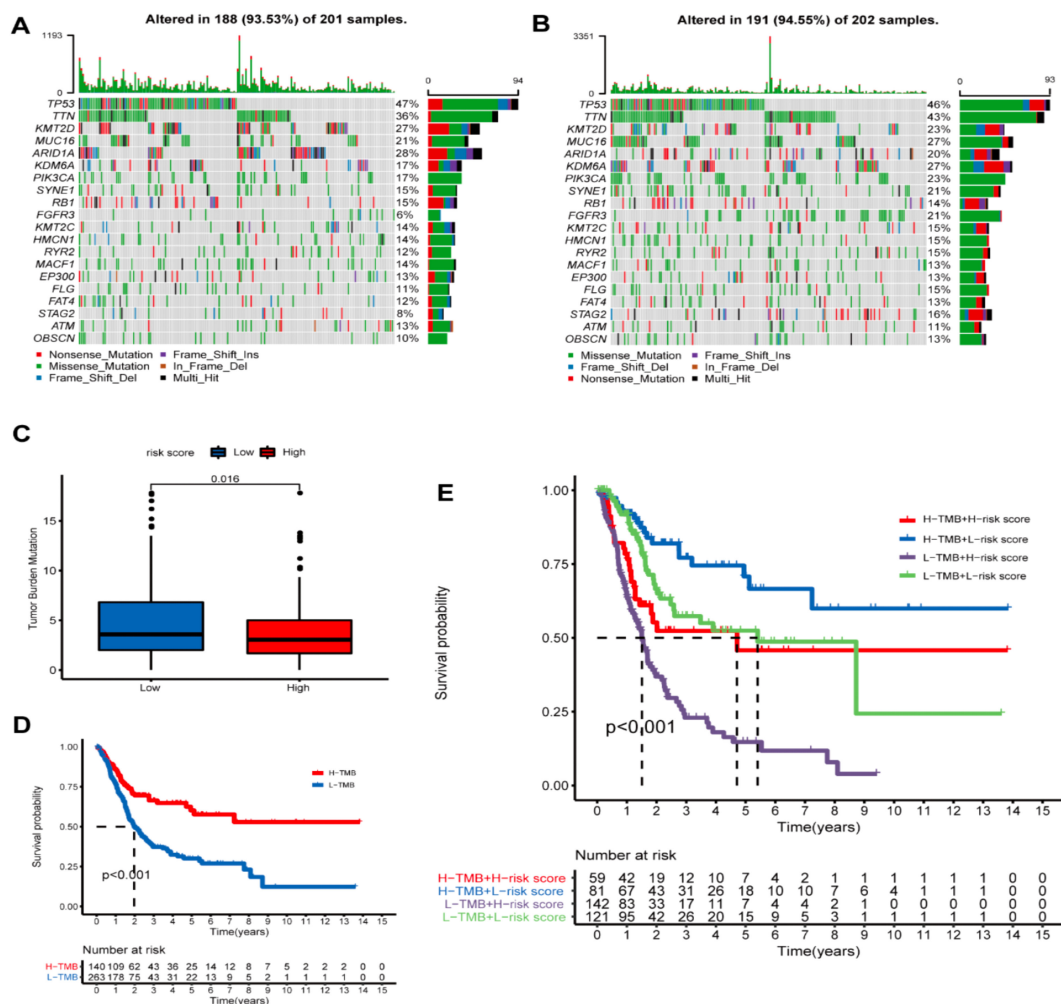 A
Altered in 188 (93.53%) of 201 samples.
1193
0
0 94
TP53 47%
TTN 36%
KMT2D 27%
MUC16 21%
ARID1A 28%
KDM6A 27%
PIK3CA 17%
SYNE1 15%
RB1 15%
FGFR3 6%
KMT2C 14%
HMCN1 14%
RYR2 12%
MACF1 14%
EP300 13%
FLG 11%
FAT4 12%
STAG2 8%
ATM 13%
OBSCN 10%
Nonsense_Mutation Frame_Shift_Ins
Missense_Mutation In_Frame_Del
Frame_Shift_Del Multi_Hit
B
Altered in 191 (94.55%) of 202 samples.
3351
0
0 93
TP53 46%
TTN 43%
KMT2D 23%
MUC16 27%
ARID1A 20%
KDM6A 27%
PIK3CA 23%
SYNE1 21%
RB1 14%
FGFR3 21%
KMT2C 15%
HMCN1 15%
RYR2 15%
MACF1 13%
EP300 13%
FLG 15%
FAT4 13%
STAG2 16%
ATM 11%
OBSCN 13%
Missense_Mutation Frame_Shift_Ins
Frame_Shift_Del In_Frame_Del
Nonsense_Mutation Multi_Hit
C
risk score Low High
0.016
Tumor Burden Mutation
15
10
5
0
Low High
D
H-TMB
L-TMB
Survival probability
1.00
0.75
0.50
0.25
0.00
p<0.001
0 1 2 3 4 5 6 7 8 9 10 11 12 13 14 15
Time(years)
Number at risk
H-TMB 140 109 62 43 36 25 14 12 8 7 5 2 2 2 0 0
L-TMB 263 178 75 43 31 22 13 9 5 2 1 1 1 1 0 0
0 1 2 3 4 5 6 7 8 9 10 11 12 13 14 15
Time(years)
E
H-TMB+H-risk score
H-TMB+L-risk score
L-TMB+H-risk score
L-TMB+L-risk score
Survival probability
1.00
0.75
0.50
0.25
0.00
p<0.001
0 1 2 3 4 5 6 7 8 9 10 11 12 13 14 15
Time(years)
Number at risk
H-TMB+H-risk score 59 42 19 12 10 7 4 2 1 1 1 1 1 1 0 0
H-TMB+L-risk score 81 67 43 31 26 18 10 10 7 6 4 1 1 1 0 0
L-TMB+H-risk score 142 83 33 17 11 7 4 4 2 1 0 0 0 0 0 0
L-TMB+L-risk score 121 95 42 26 20 15 9 5 3 1 1 1 1 1 0 0
0 1 2 3 4 5 6 7 8 9 10 11 12 13 14 15
Time(years)